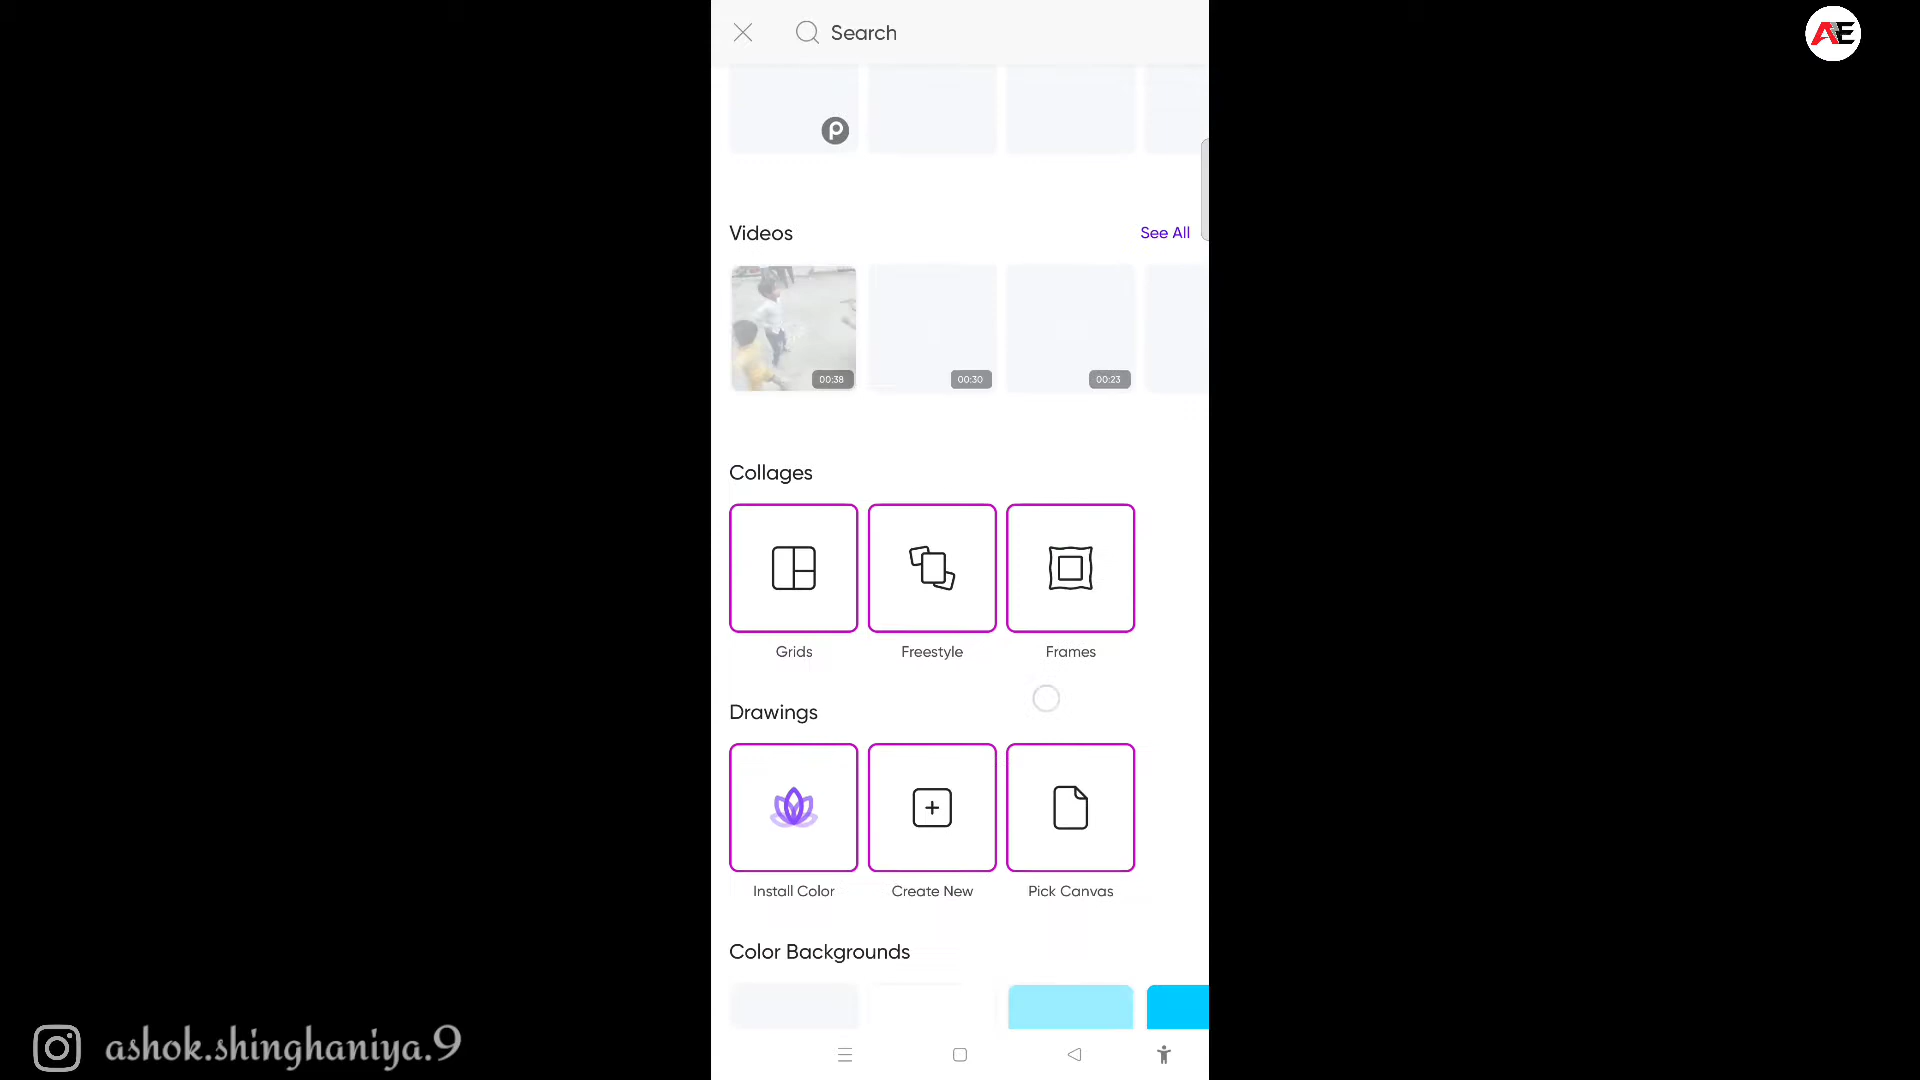 Search
AE
Videos
See All
00:38
00:30
00:23
Collages
Grids
Freestyle
Frames
Drawings
Install Color
Create New
Pick Canvas
Color Backgrounds
ashok.shinghaniya.9